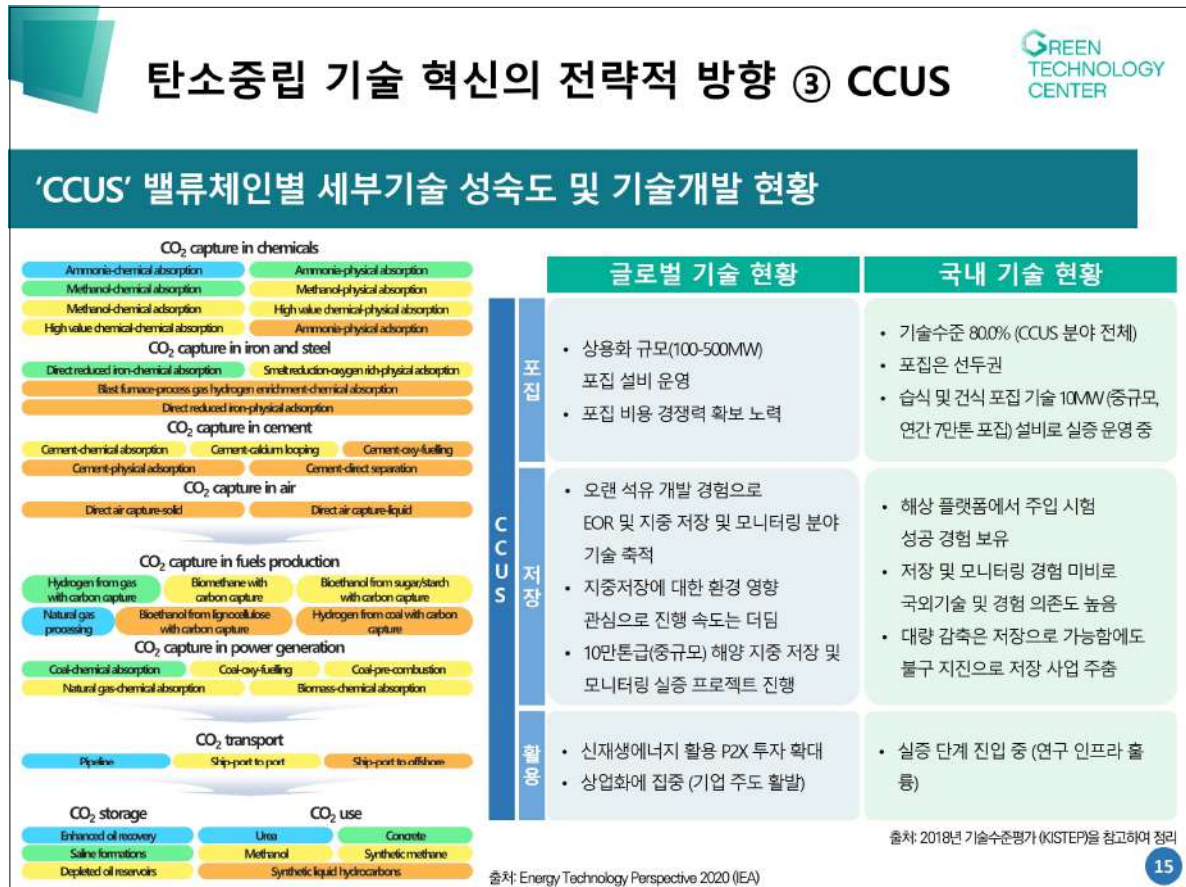 탄소중립 기술 혁신의 전략적 방향 ③ CCUS
GREEN
TECHNOLOGY
CENTER
‘CCUS’ 밸류체인별 세부기술 성숙도 및 기술개발 현황
CO2 capture in chemicals
Ammonia-chemical absorption
Ammonia-physical absorption
Methanol-chemical absorption
Methanol-physical absorption
Methanol-chemical adsorption
High value chemical-physical absorption
High value chemical-chemical absorption
Ammonia-physical adsorption
CO2 capture in iron and steel
Direct reduced iron-chemical absorption
Smelt reduction-oxygen rich-physical adsorption
Blast furnace-process gas hydrogen enrichment-chemical absorption
Direct reduced iron-physical adsorption
CO2 capture in cement
Cement-chemical absorption
Cement-calcium looping
Cement-oxy-fuelling
Cement-physical adsorption
Cement-direct separation
CO2 capture in air
Direct air capture-solid
Direct air capture-liquid
CO2 capture in fuels production
Hydrogen from gas
with carbon capture
Biomethane with
carbon capture
Bioethanol from sugar/starch
with carbon capture
Natural gas
processing
Bioethanol from lignocellulose
with carbon capture
Hydrogen from coal with carbon
capture
CO2 capture in power generation
Coal-chemical absorption
Coal-oxy-fuelling
Coal-pre-combustion
Natural gas-chemical absorption
Biomass-chemical absorption
CO2 transport
Pipeline
Ship-port to port
Ship-port to offshore
CO2 storage
Enhanced oil recovery
Saline formations
Depleted oil reservoirs
CO2 use
Urea
Concrete
Methanol
Synthetic methane
Synthetic liquid hydrocarbons
글로벌 기술 현황
국내 기술 현황
CCUS
포집
• 상용화 규모(100-500MW)
포집 설비 운영
• 포집 비용 경쟁력 확보 노력
• 기술수준 80.0% (CCUS 분야 전체)
• 포집은 선두권
• 습식 및 건식 포집 기술 10MW (중규모,
연간 7만톤 포집) 설비로 실증 운영 중
저장
• 오랜 석유 개발 경험으로
EOR 및 지중 저장 및 모니터링 분야
기술 축적
• 지중저장에 대한 환경 영향
관심으로 진행 속도는 더딤
• 10만톤급(중규모) 해양 지중 저장 및
모니터링 실증 프로젝트 진행
• 해상 플랫폼에서 주입 시험
성공 경험 보유
• 저장 및 모니터링 경험 미비로
국외기술 및 경험 의존도 높음
• 대량 감축은 저장으로 가능함에도
불구 지진으로 저장 사업 주춤
활용
• 신재생에너지 활용 P2X 투자 확대
• 상업화에 집중 (기업 주도 활발)
• 실증 단계 진입 중 (연구 인프라 훌
륭)
출처: 2018년 기술수준평가 (KISTEP)을 참고하여 정리
출처: Energy Technology Perspective 2020 (IEA)
15